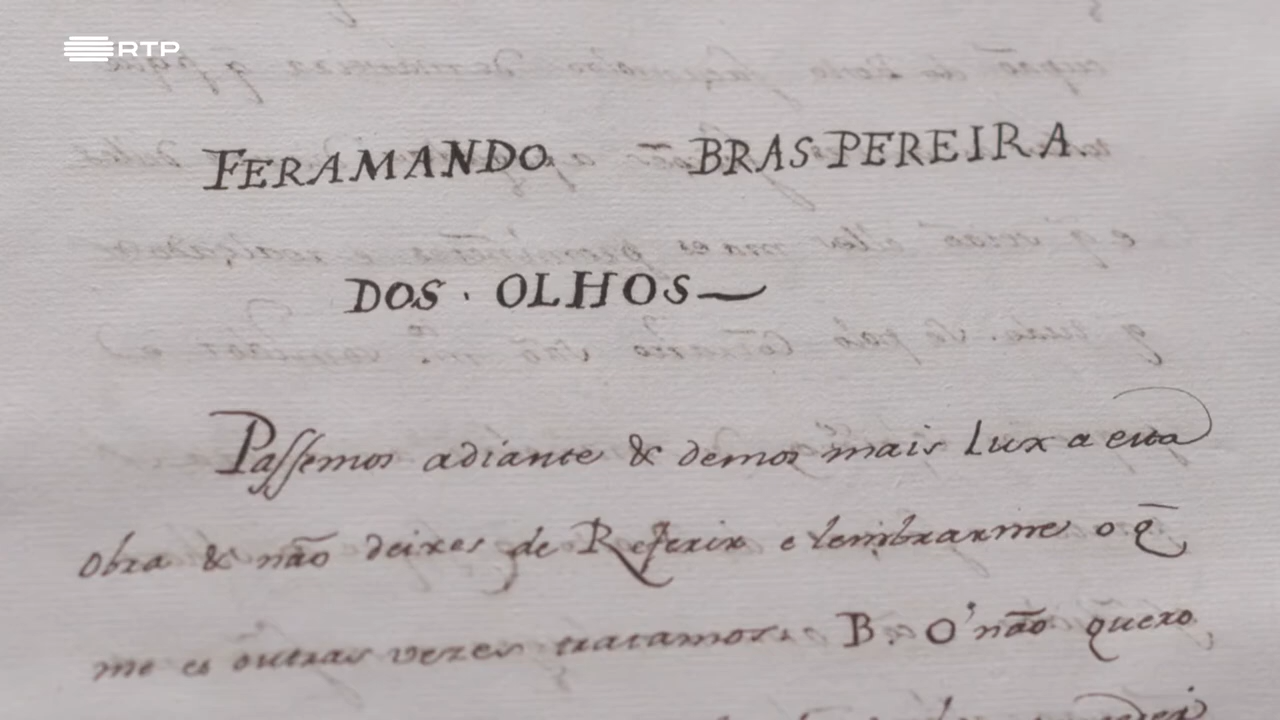 RTP
FERAMANDO BRAS PEREIRA.
DOS · OLHOS
Passemos adiante & demos mais Lux a esta
obra & não deixes de Referir e lembrarme o q̃
me es outras vezes tratamos. B. O' não quero,